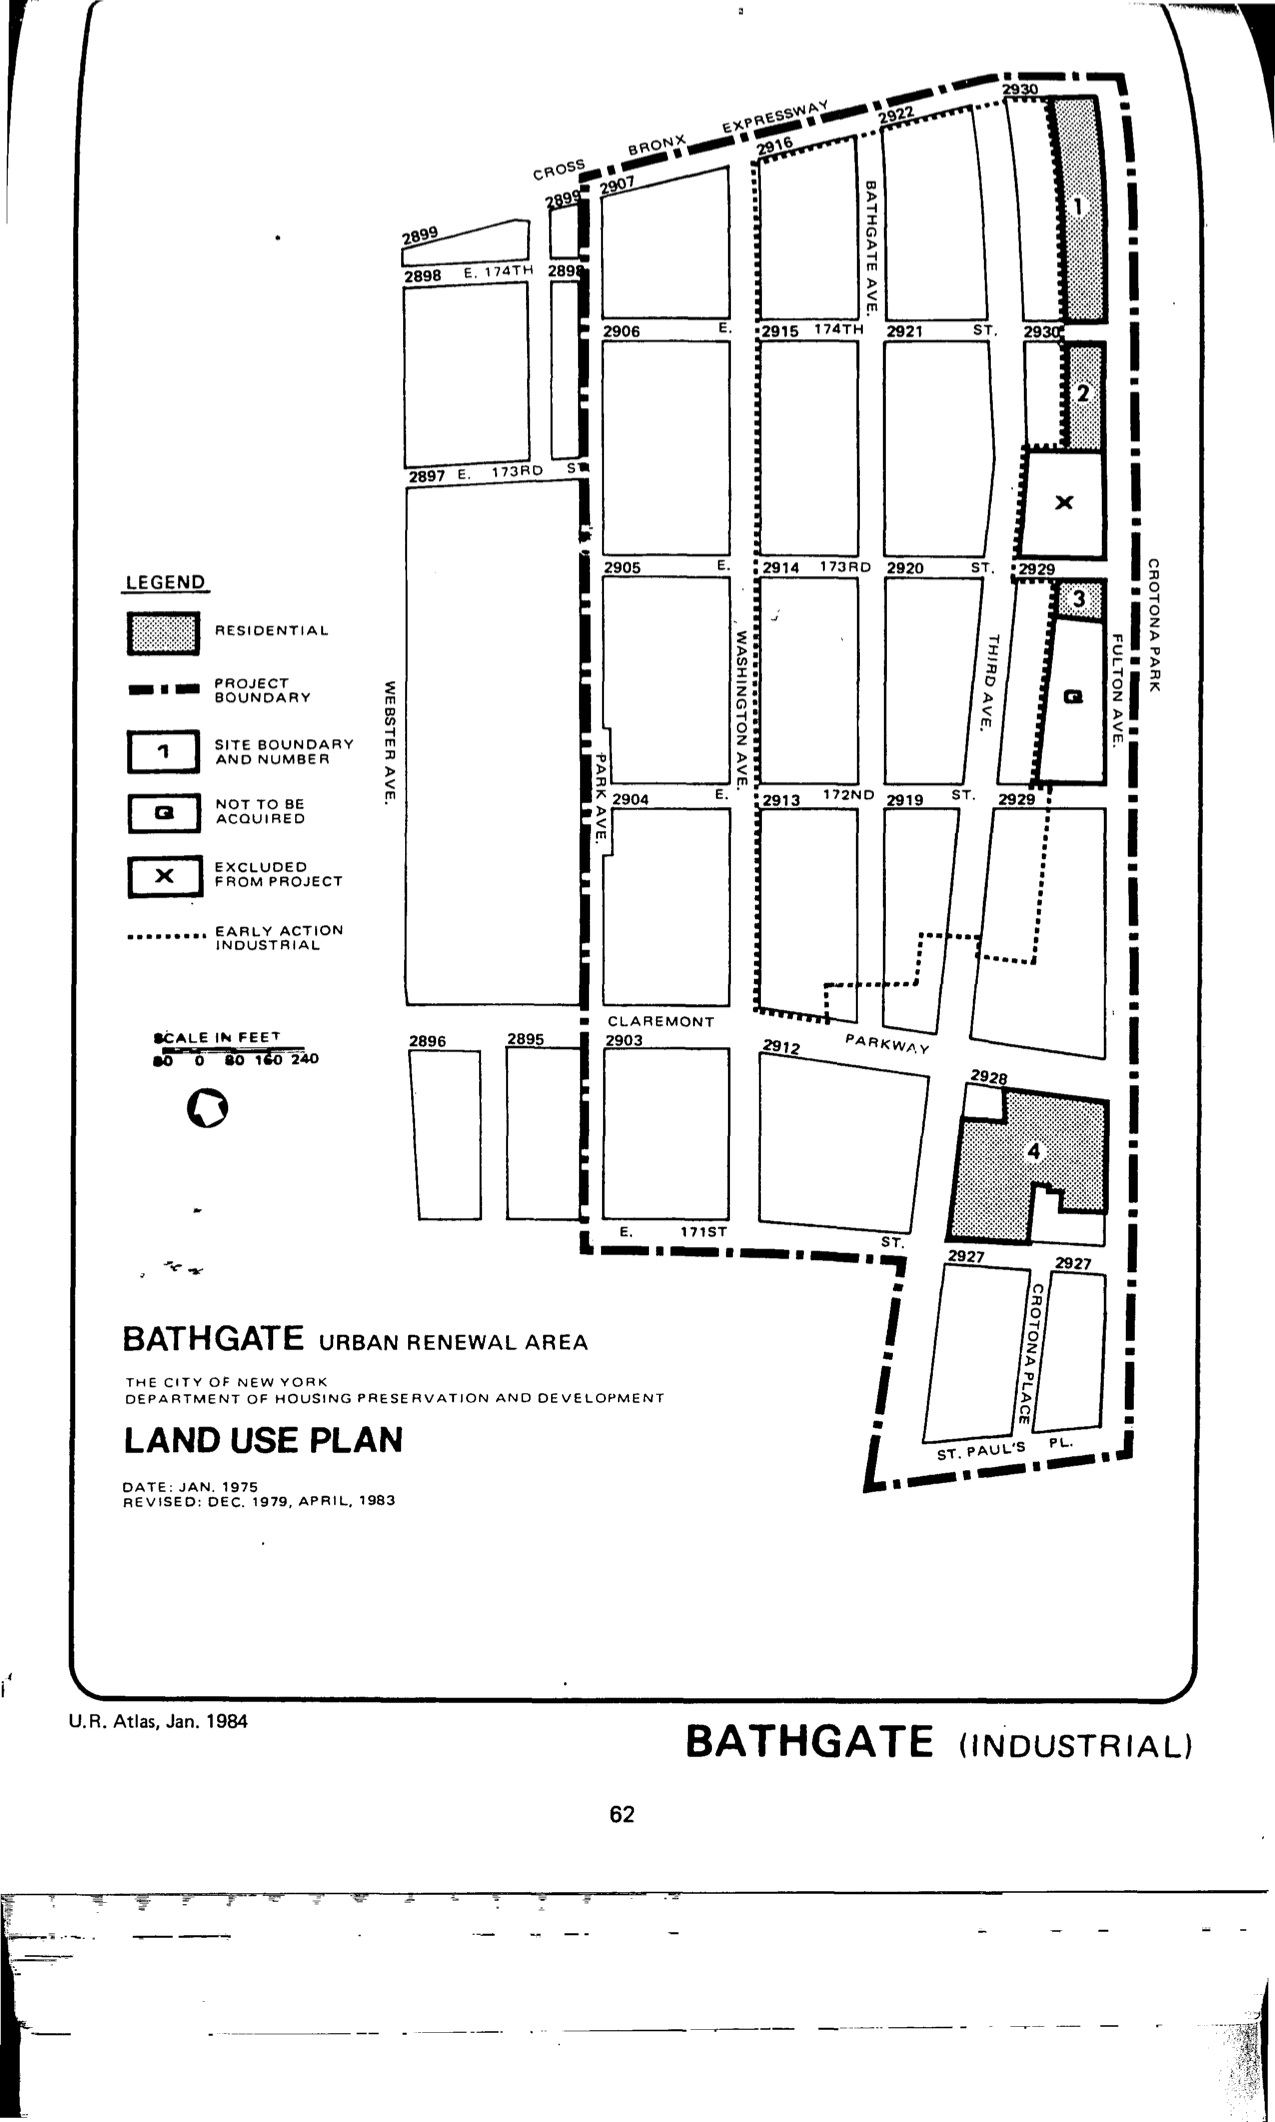 2930
2922
CROSS BRONX EXPRESSWAY
2916
2907
2899
2899
1
BATHGATE AVE.
2898 E. 174TH 2898
2906 E. 2915 174TH 2921 ST. 2930
2
2897 E. 173RD ST
X
2905 E. 2914 173RD 2920 ST. 2929
3
CROTONA PARK
FULTON AVE.
THIRD AVE.
WASHINGTON AVE.
WEBSTER AVE.
PARK AVE.
Q
LEGEND
RESIDENTIAL
PROJECT
BOUNDARY
1 SITE BOUNDARY
AND NUMBER
Q NOT TO BE
ACQUIRED
X EXCLUDED
FROM PROJECT
EARLY ACTION
INDUSTRIAL
2904 E. 2913 172ND 2919 ST. 2929
SCALE IN FEET
80 0 80 160 240
CLAREMONT PARKWAY
2896 2895 2903 2912
2928
4
E. 171ST ST.
2927 2927
CROTONA PLACE
ST. PAUL'S PL.
BATHGATE URBAN RENEWAL AREA
THE CITY OF NEW YORK
DEPARTMENT OF HOUSING PRESERVATION AND DEVELOPMENT
LAND USE PLAN
DATE: JAN. 1975
REVISED: DEC. 1979, APRIL, 1983
U.R. Atlas, Jan. 1984
BATHGATE (INDUSTRIAL)
62